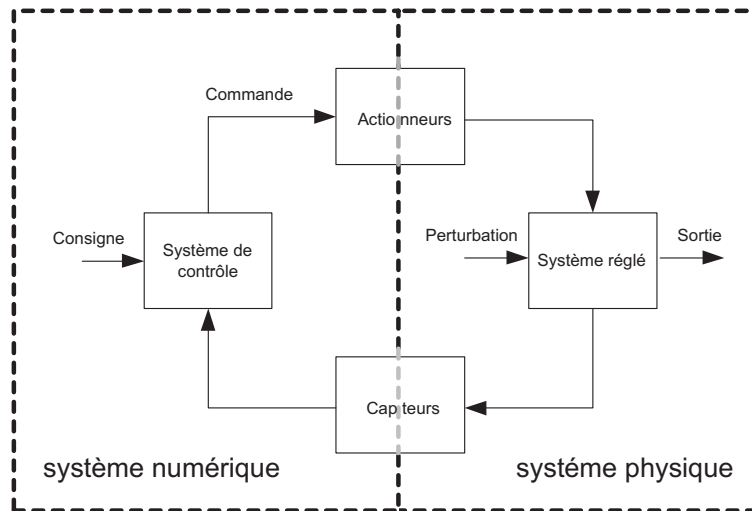 Commande
Actionneurs
Consigne
Système de
contrôle
Perturbation
Système réglé
Sortie
Capteurs
système numérique
systéme physique